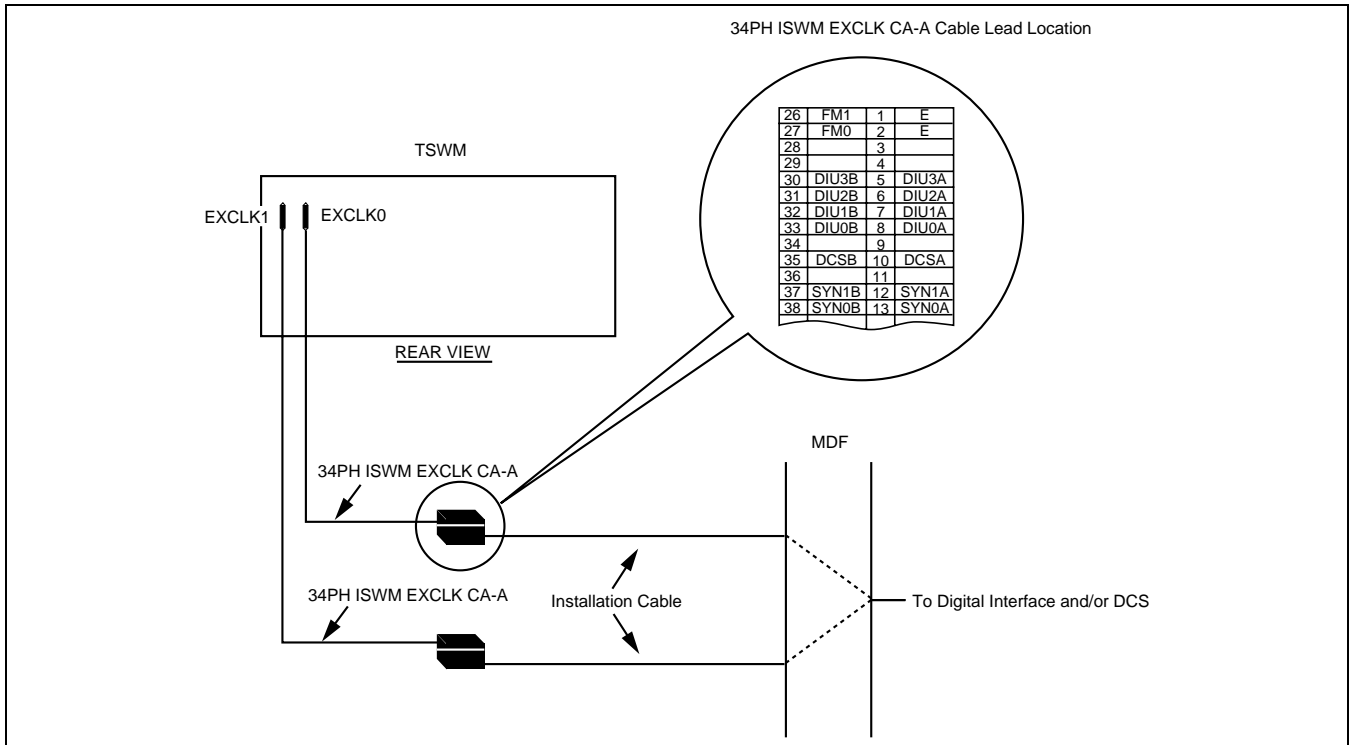 34PH ISWM EXCLK CA-A Cable Lead Location
26 FM1 1 E
27 FM0 2 E
28 3
29 4
30 DIU3B 5 DIU3A
31 DIU2B 6 DIU2A
32 DIU1B 7 DIU1A
33 DIU0B 8 DIU0A
34 9
35 DCSB 10 DCSA
36 11
37 SYN1B 12 SYN1A
38 SYN0B 13 SYN0A
TSWM
EXCLK1 EXCLK0
REAR VIEW
MDF
34PH ISWM EXCLK CA-A
34PH ISWM EXCLK CA-A
Installation Cable
To Digital Interface and/or DCS